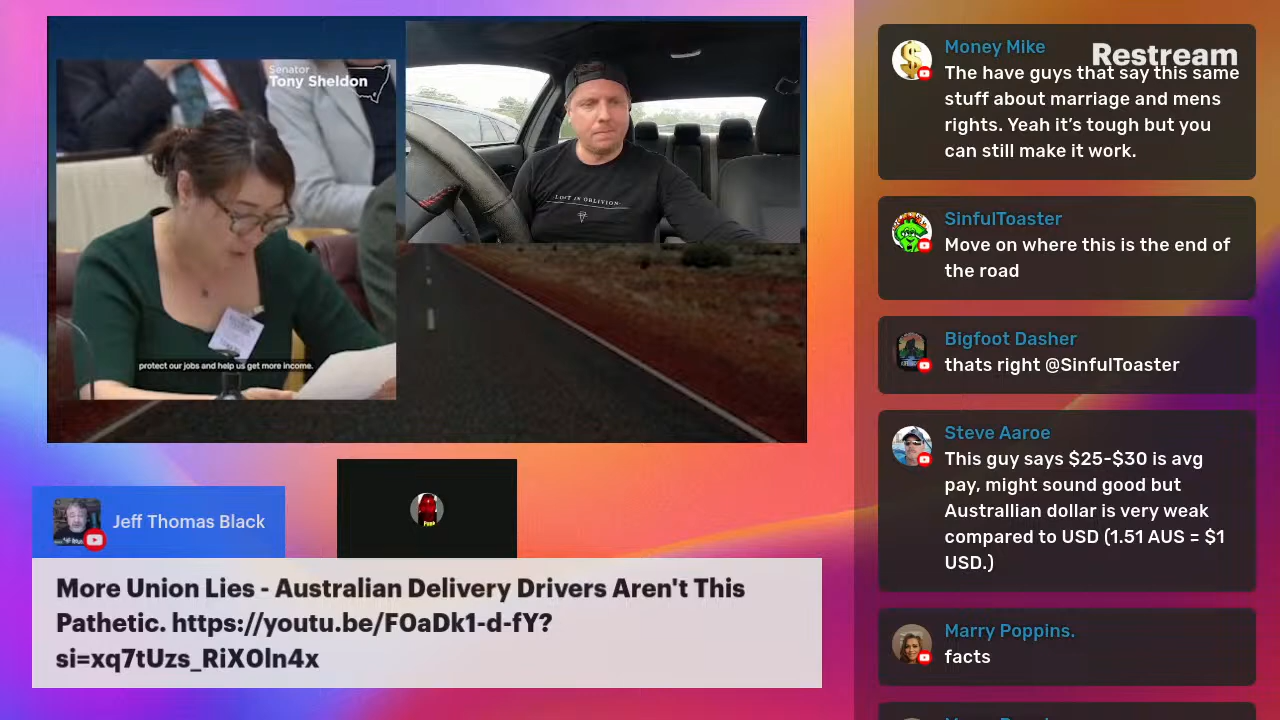 Senator
Tony Sheldon
LOST IN OBLIVION
protect our jobs and help us get more income.
Jeff Thomas Black
More Union Lies - Australian Delivery Drivers Aren't This
Pathetic. https://youtu.be/FOaDk1-d-fY?
si=xq7tUzs_RiXOln4x
Restream
Money Mike
The have guys that say this same
stuff about marriage and mens
rights. Yeah it's tough but you
can still make it work.
SinfulToaster
Move on where this is the end of
the road
Bigfoot Dasher
thats right @SinfulToaster
Steve Aaroe
This guy says $25-$30 is avg
pay, might sound good but
Australlian dollar is very weak
compared to USD (1.51 AUS = $1
USD.)
Marry Poppins.
facts